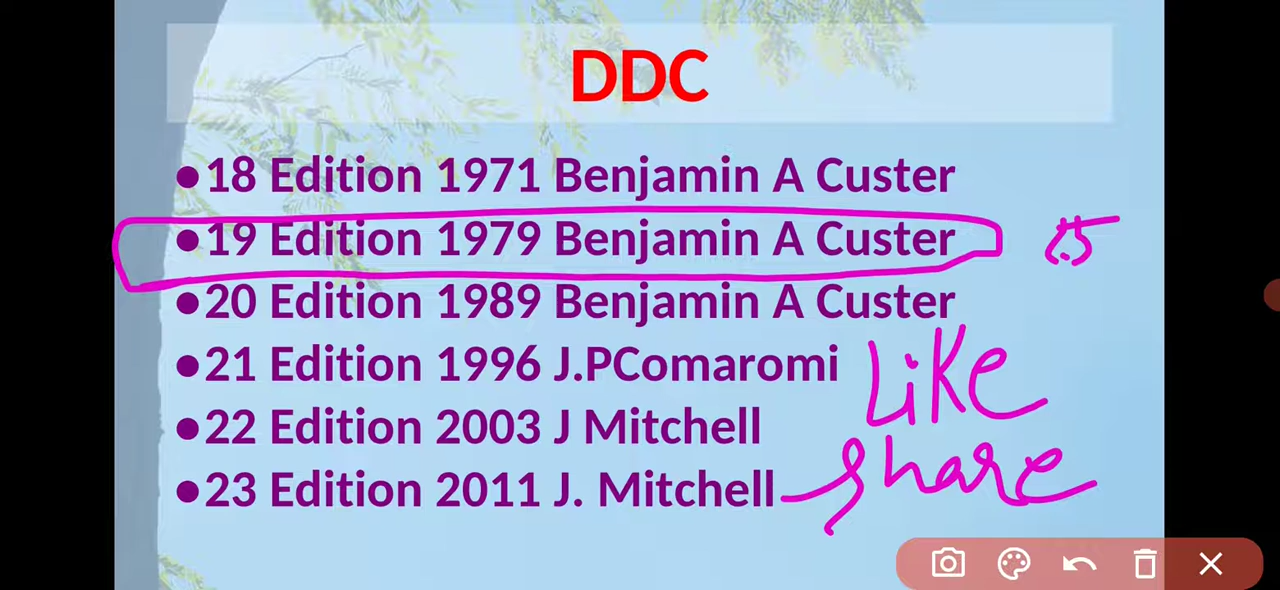 DDC
•18 Edition 1971 Benjamin A Custer
•19 Edition 1979 Benjamin A Custer
•20 Edition 1989 Benjamin A Custer
•21 Edition 1996 J.PComaromi
Like
•22 Edition 2003 J Mitchell
•23 Edition 2011 J. Mitchell
share